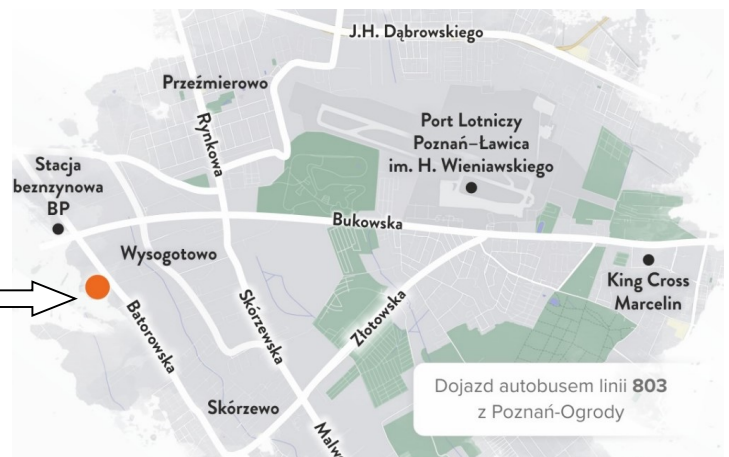 J.H. Dąbrowskiego
Przeźmierowo
Rynkowa
Port Lotniczy
Poznań–Ławica
im. H. Wieniawskiego
Stacja
beznzynowa
BP
Bukowska
Wysogotowo
King Cross
Marcelin
Batorowska
Skórzewska
Złotowska
Skórzewo
Malw
Dojazd autobusem linii 803
z Poznań-Ogrody